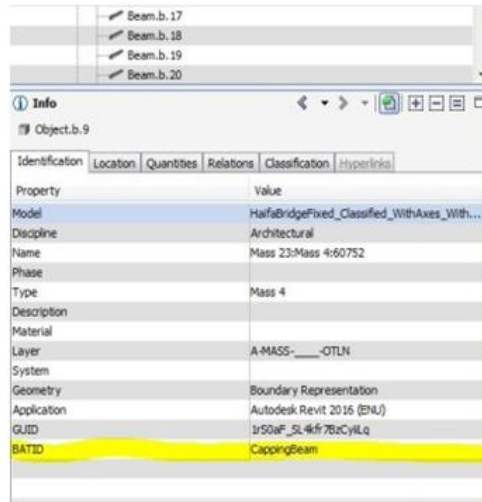 Beam.b.17
Beam.b.18
Beam.b.19
Beam.b.20
Info
Object.b.9
Identification Location Quantities Relations Classification Hyperlinks
Property Value
Model HaifaBridgeFixed_Classified_WithAxes_With...
Discipline Architectural
Name Mass 23:Mass 4:60752
Phase
Type Mass 4
Description
Material
Layer A-MASS-____-OTLN
System
Geometry Boundary Representation
Application Autodesk Revit 2016 (ENU)
GUID
BATID CappingBeam